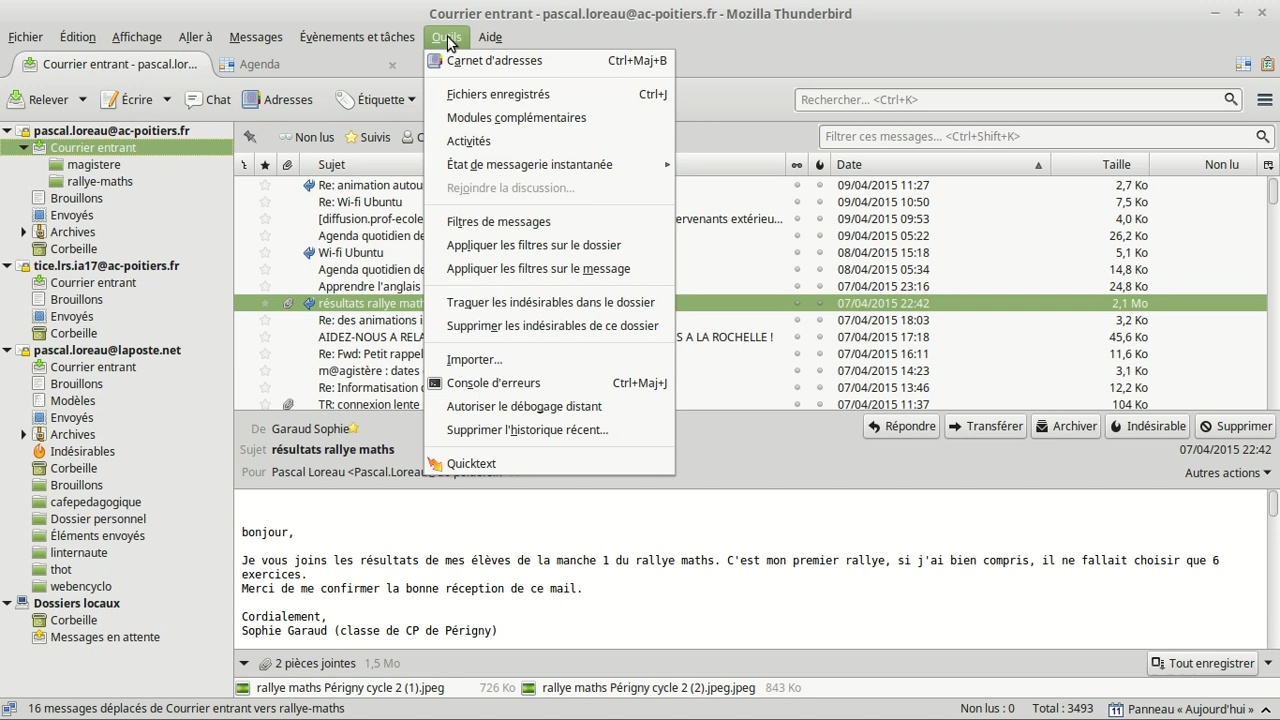 Courrier entrant - pascal.loreau@ac-poitiers.fr - Mozilla Thunderbird
Fichier Édition Affichage Aller à Messages Évènements et tâches Outils Aide
Courrier entrant - pascal.lor... Agenda
Relever Écrire Chat Adresses Étiquette Rechercher... <Ctrl+K>
Carnet d'adresses Ctrl+Maj+B
Fichiers enregistrés Ctrl+J
Modules complémentaires
Activités
État de messagerie instantanée
Rejoindre la discussion...
Filtres de messages
Appliquer les filtres sur le dossier
Appliquer les filtres sur le message
Traquer les indésirables dans le dossier
Supprimer les indésirables de ce dossier
Importer...
Console d'erreurs Ctrl+Maj+J
Autoriser le débogage distant
Supprimer l'historique récent...
Quicktext
pascal.loreau@ac-poitiers.fr
Courrier entrant
magistere
rallye-maths
Brouillons
Envoyés
Archives
Corbeille
tice.lrs.ia17@ac-poitiers.fr
Courrier entrant
Brouillons
Envoyés
Corbeille
pascal.loreau@laposte.net
Courrier entrant
Brouillons
Modèles
Envoyés
Archives
Indésirables
Corbeille
Brouillons
cafepedagogique
Dossier personnel
Éléments envoyés
linternaute
thot
webencyclo
Dossiers locaux
Corbeille
Messages en attente
Non lus Suivis Filtrer ces messages... <Ctrl+Shift+K>
Sujet Date Taille Non lu
Re: animation autou 09/04/2015 11:27 2,7 Ko
Re: Wi-fi Ubuntu 09/04/2015 10:50 7,5 Ko
[diffusion.prof-ecole ervenants extérieu... 09/04/2015 09:53 4,0 Ko
Agenda quotidien de 09/04/2015 05:22 26,2 Ko
Wi-fi Ubuntu 08/04/2015 15:18 5,1 Ko
Agenda quotidien de 08/04/2015 05:34 14,8 Ko
Apprendre l'anglais 07/04/2015 23:16 24,8 Ko
résultats rallye math 07/04/2015 22:42 2,1 Mo
Re: des animations i 07/04/2015 18:03 3,2 Ko
AIDEZ-NOUS A RELA S A LA ROCHELLE ! 07/04/2015 17:18 45,6 Ko
Re: Fwd: Petit rappel 07/04/2015 16:11 11,6 Ko
m@gistère : dates 07/04/2015 14:23 3,1 Ko
Re: Informatisation 07/04/2015 13:46 12,2 Ko
TR: connexion lente 07/04/2015 11:37 104 Ko
De Garaud Sophie Répondre Transférer Archiver Indésirable Supprimer
Sujet résultats rallye maths 07/04/2015 22:42
Pour Pascal Loreau <Pascal.Loreau Autres actions
bonjour,
Je vous joins les résultats de mes élèves de la manche 1 du rallye maths. C'est mon premier rallye, si j'ai bien compris, il ne fallait choisir que 6
exercices.
Merci de me confirmer la bonne réception de ce mail.
Cordialement,
Sophie Garaud (classe de CP de Périgny)
2 pièces jointes 1,5 Mo Tout enregistrer
rallye maths Périgny cycle 2 (1).jpeg 726 Ko rallye maths Périgny cycle 2 (2).jpeg.jpeg 843 Ko
16 messages déplacés de Courrier entrant vers rallye-maths Non lus : 0 Total : 3493 11 Panneau « Aujourd'hui »